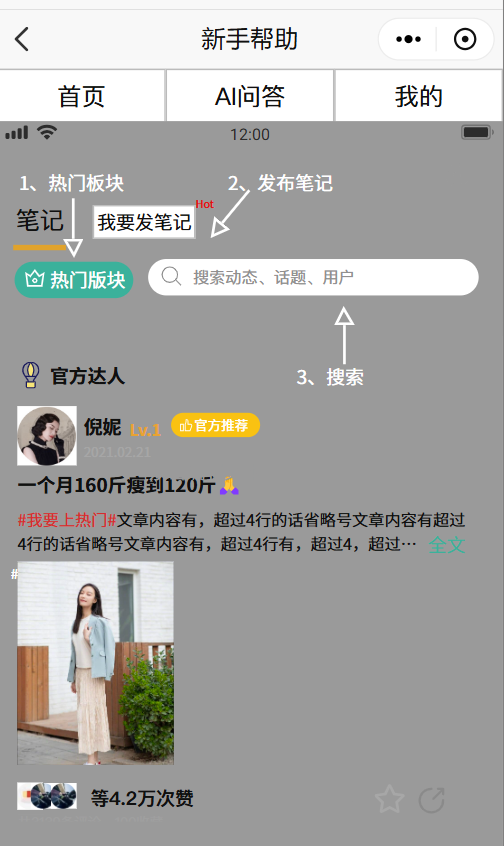 新手帮助
首页 AI问答 我的
12:00
1、热门板块 2、发布笔记
Hot
笔记 我要发笔记
热门版块 搜索动态、话题、用户
3、搜索
官方达人
倪妮 Lv.1 官方推荐
2021.02.21
一个月160斤瘦到120斤
#我要上热门#文章内容有，超过4行的话省略号文章内容有超过
4行的话省略号文章内容有，超过4行有，超过4，超过… 全文
#
等4.2万次赞